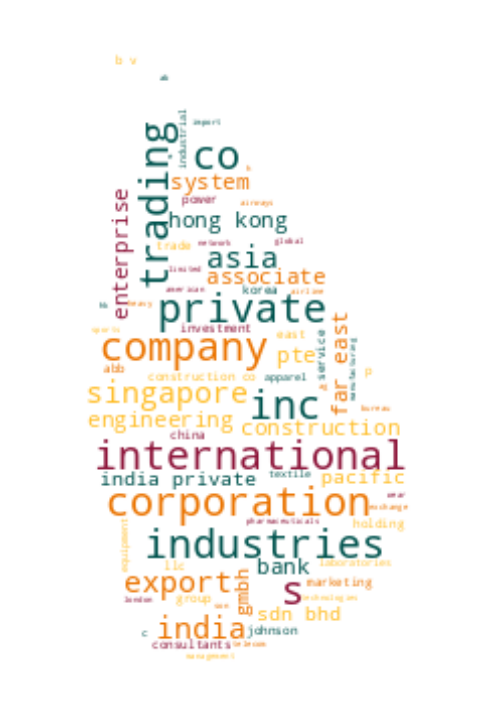 b v
ab
import
industrial
trading
co
system
power
airways
enterprise
hong kong
trade
network
global
asia
limited
associate
american
korea
airline
heavy
private
investment
sports
company
east
pte
service
far east
manufacturing
abb
construction co
apparel
p
singapore
inc
bureau
engineering
construction
china
international
textile
india private
pacific
near
corporation
exchange
pharmaceuticals
holding
equipment
industries
llc
bank
laboratories
export
gmbh
marketing
s
london
group
son
technologies
sdn bhd
c
india
johnson
consultants
telecom
management